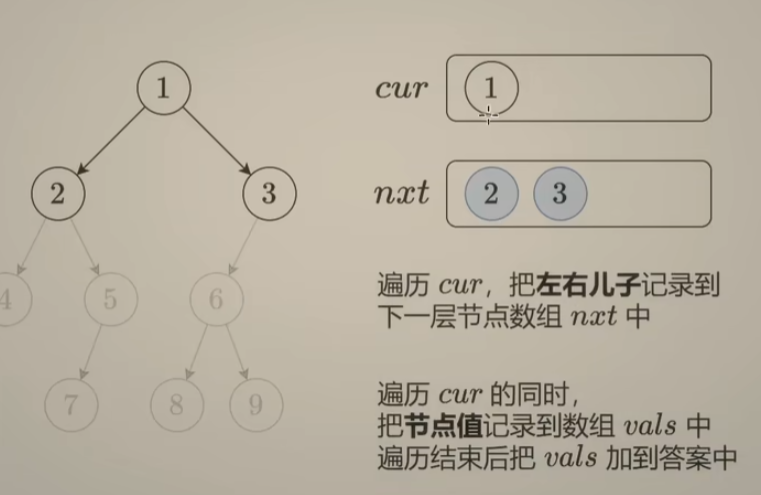 1
cur 1
2 3
nxt 2 3
4 5 6
遍历 cur，把左右儿子记录到
下一层节点数组 nxt 中
7 8 9
遍历 cur 的同时，
把节点值记录到数组 vals 中
遍历结束后把 vals 加到答案中